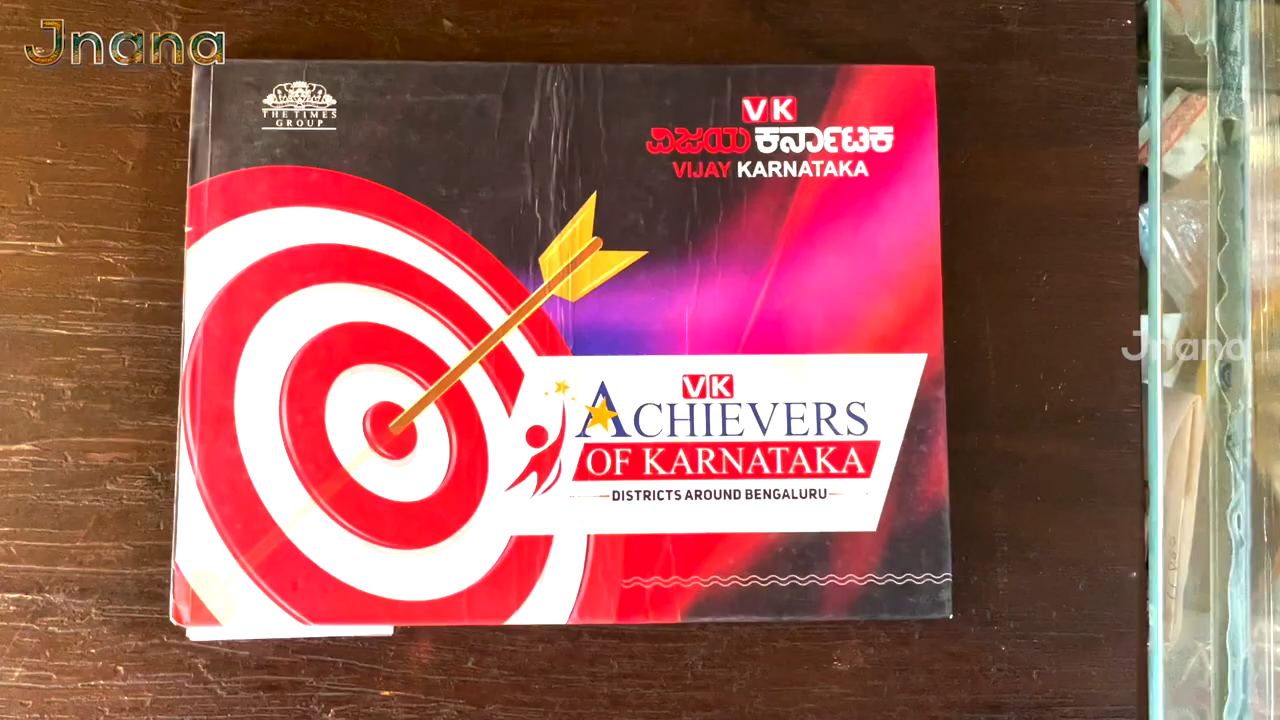 Jnana
THE TIMES
GROUP
VK
ವಿಜಯ ಕರ್ನಾಟಕ
VIJAY KARNATAKA
Jnana
VK
ACHIEVERS
OF KARNATAKA
DISTRICTS AROUND BENGALURU